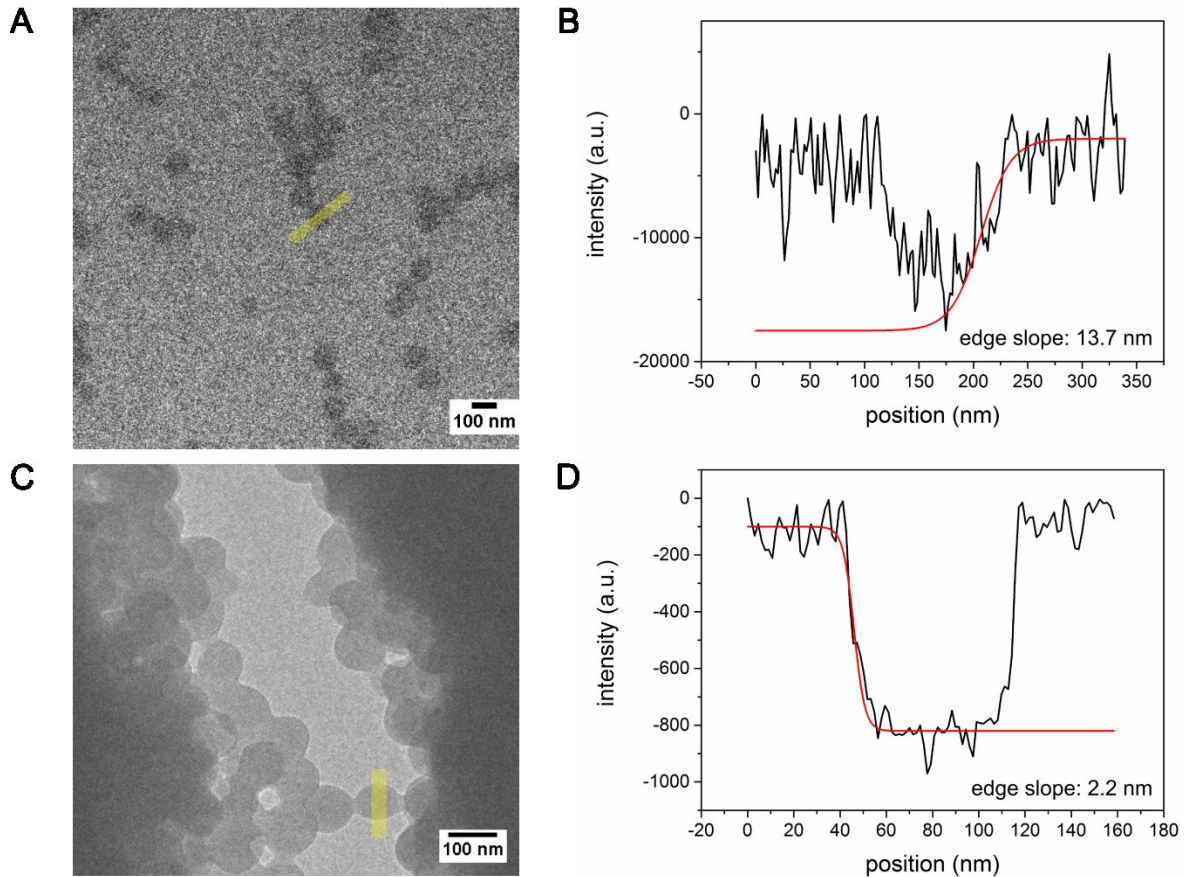 A
100 nm
B
intensity (a.u.)
0
-10000
-20000
edge slope: 13.7 nm
-50 0 50 100 150 200 250 300 350
position (nm)
C
100 nm
D
intensity (a.u.)
0
-200
-400
-600
-800
-1000
edge slope: 2.2 nm
0 20 40 60 80 100 120 140 160 180
position (nm)